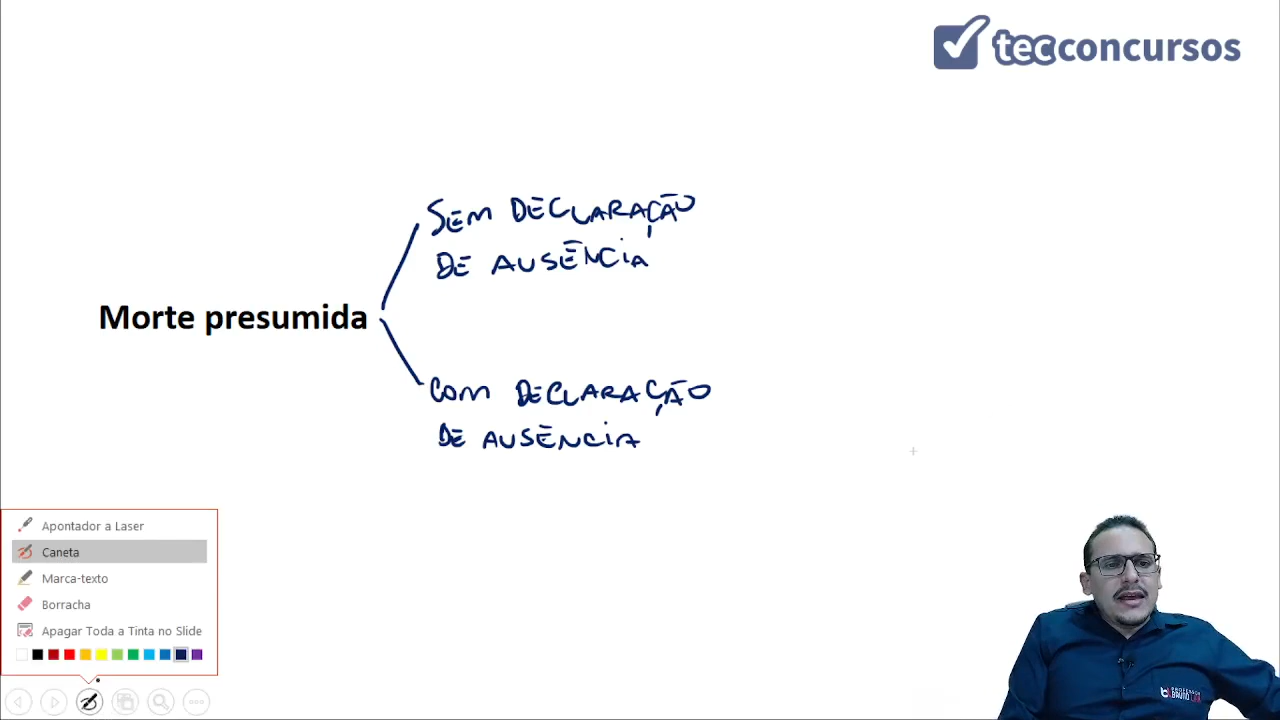 tecconcursos
SEM DECLARAÇÃO
DE AUSÊNCIA
Morte presumida
COM DECLARAÇÃO
DE AUSÊNCIA
Apontador a Laser
Caneta
Marca-texto
Borracha
Apagar Toda a Tinta no Slide
PROFESSOR